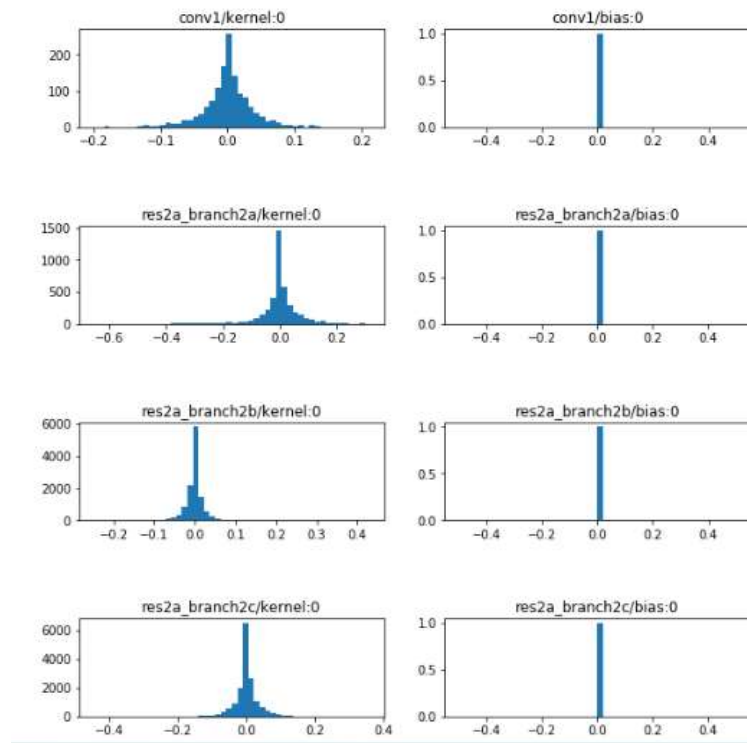 conv1/kernel:0
200
100
0
−0.2 −0.1 0.0 0.1 0.2
conv1/bias:0
1.0
0.5
0.0
−0.4 −0.2 0.0 0.2 0.4
res2a_branch2a/kernel:0
1500
1000
500
0
−0.6 −0.4 −0.2 0.0 0.2
res2a_branch2a/bias:0
1.0
0.5
0.0
−0.4 −0.2 0.0 0.2 0.4
res2a_branch2b/kernel:0
6000
4000
2000
0
−0.2 −0.1 0.0 0.1 0.2 0.3 0.4
res2a_branch2b/bias:0
1.0
0.5
0.0
−0.4 −0.2 0.0 0.2 0.4
res2a_branch2c/kernel:0
6000
4000
2000
0
−0.4 −0.2 0.0 0.2 0.4
res2a_branch2c/bias:0
1.0
0.5
0.0
−0.4 −0.2 0.0 0.2 0.4